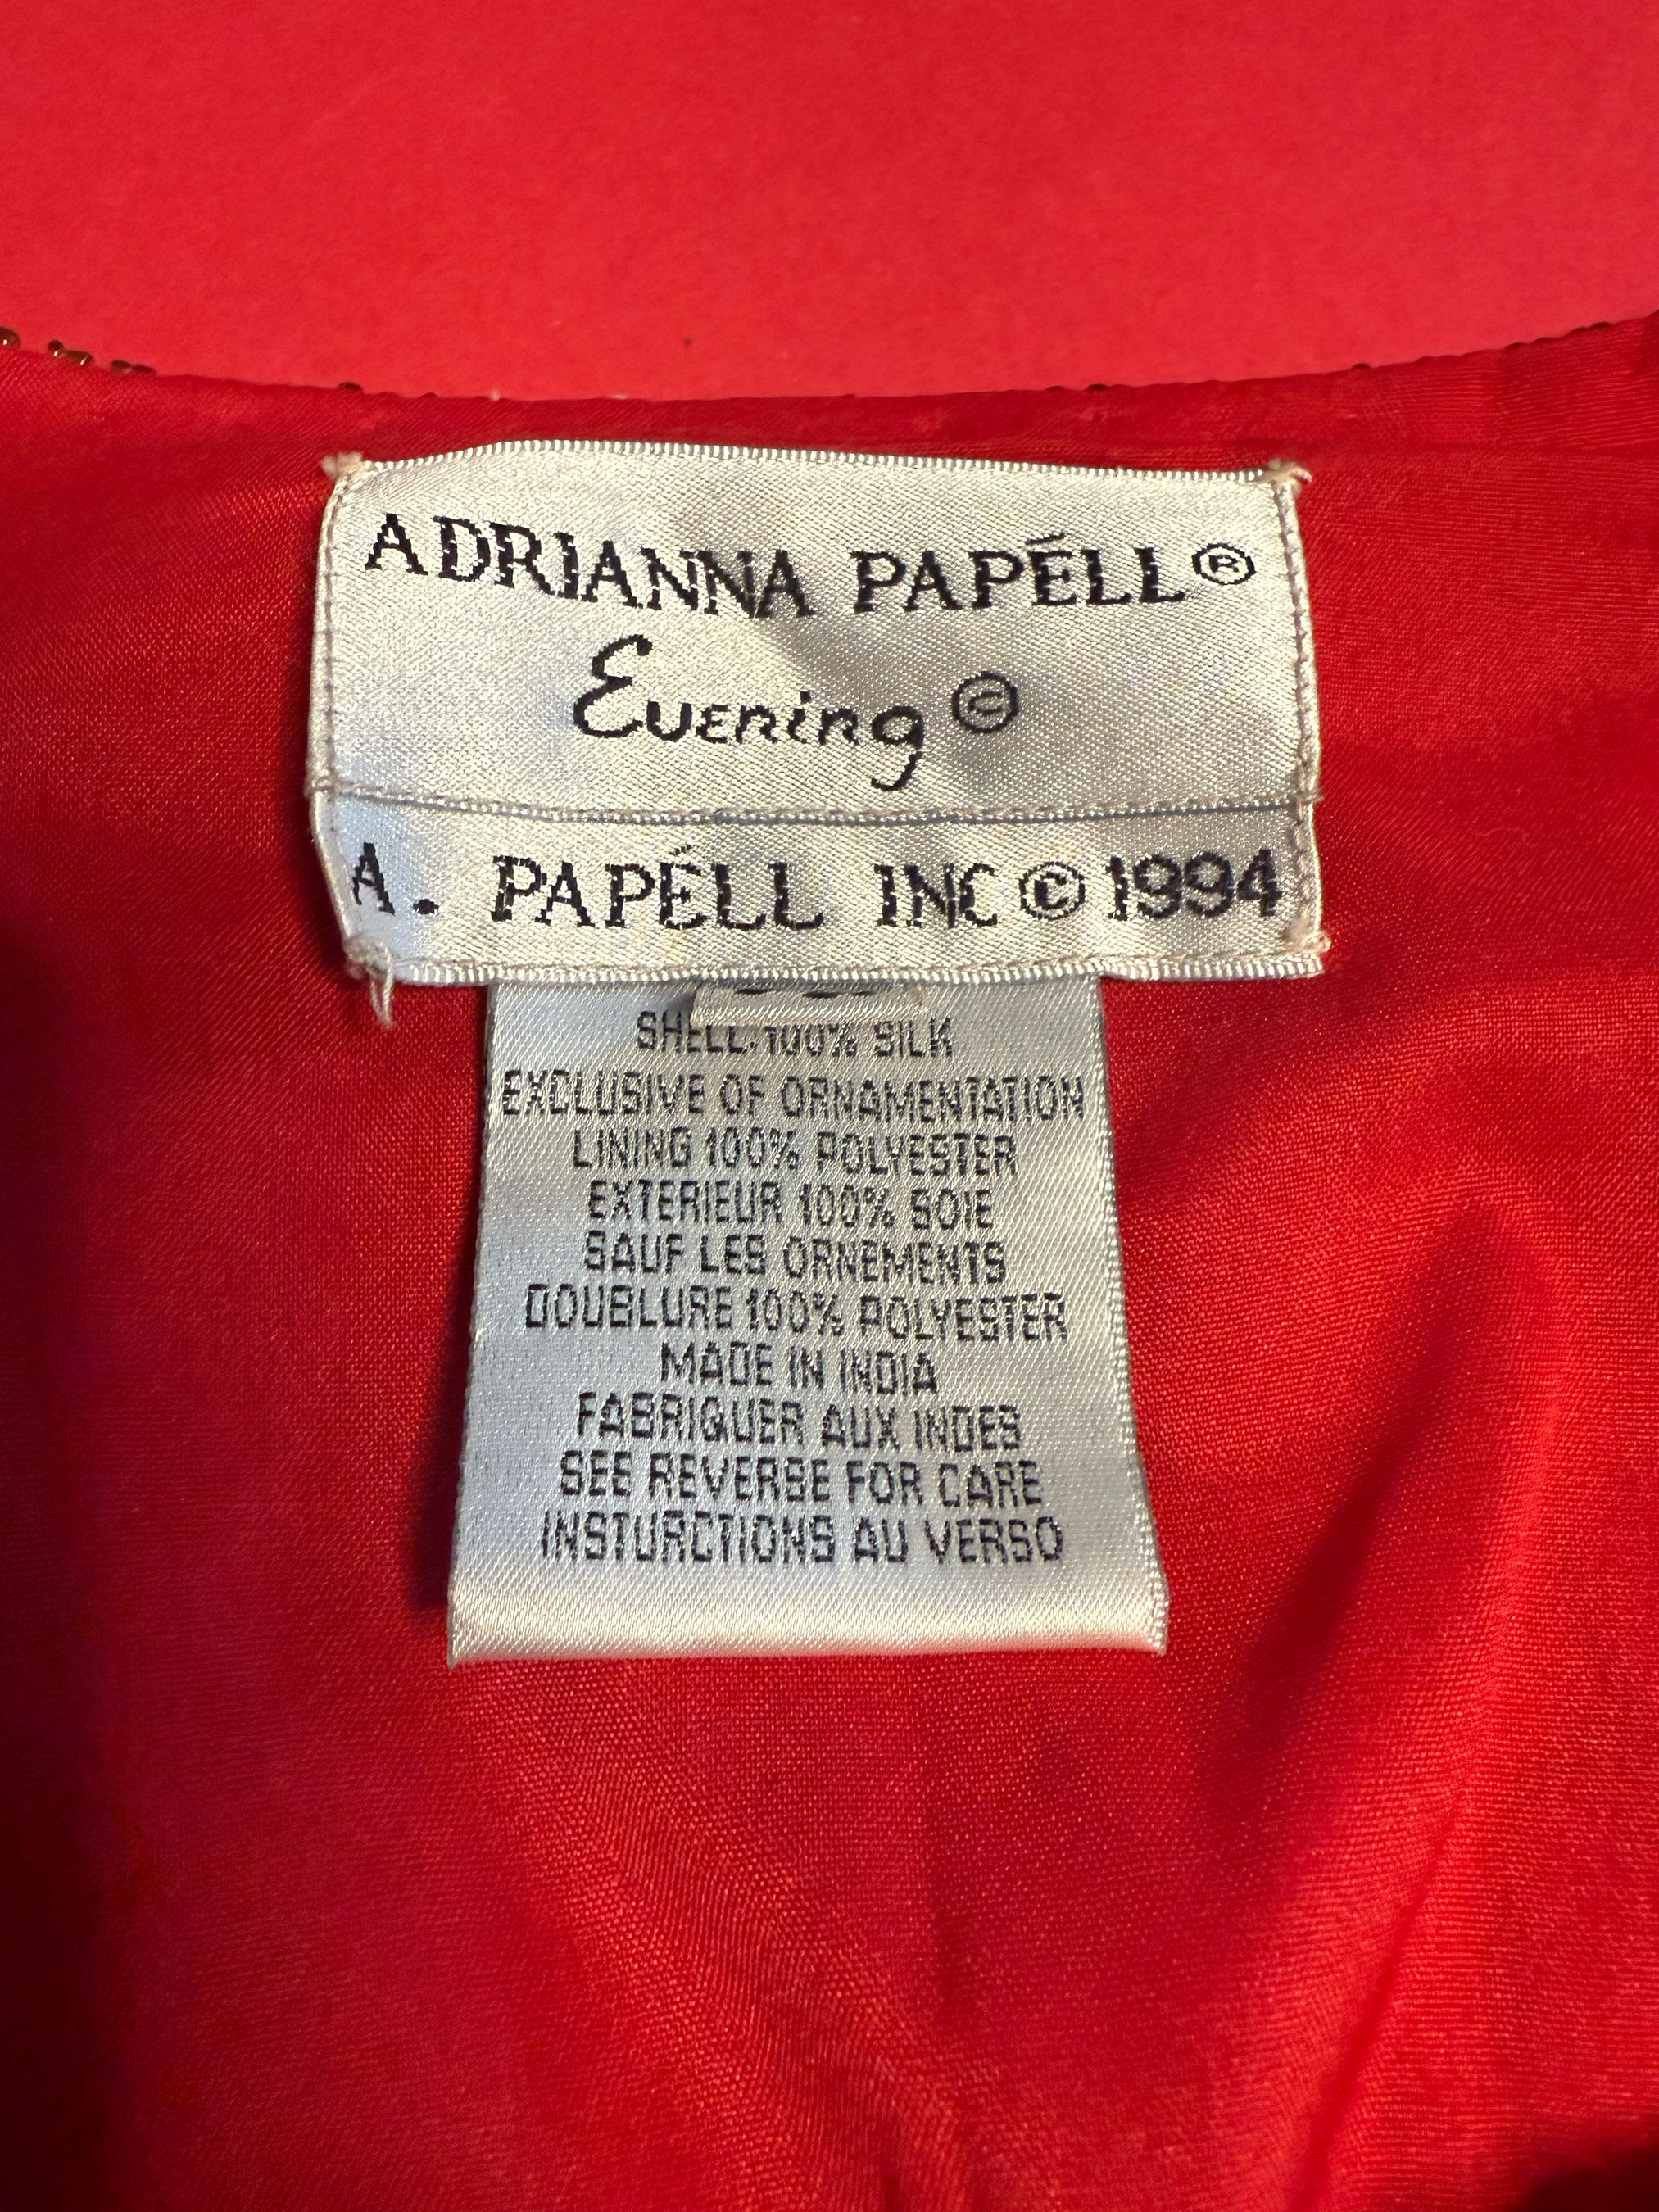 ADRIANNA PAPÉLL®
Evening ©
A. PAPÉLL INC © 1994
SHELL: 100% SILK
EXCLUSIVE OF ORNAMENTATION
LINING 100% POLYESTER
EXTERIEUR 100% SOIE
SAUF LES ORNEMENTS
DOUBLURE 100% POLYESTER
MADE IN INDIA
FABRIQUER AUX INDES
SEE REVERSE FOR CARE
INSTURCTIONS AU VERSO